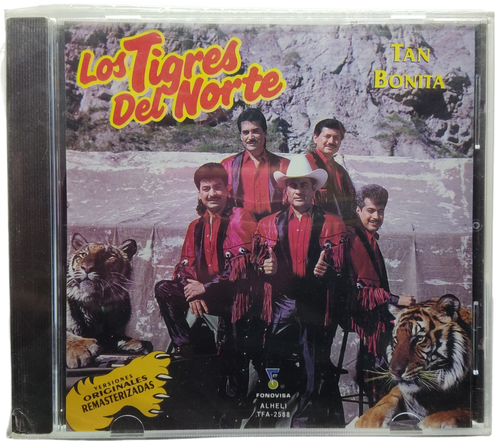 Los Tigres
Del Norte
TAN
BONITA
VERSIONES
ORIGINALES
REMASTERIZADAS
FONOVISA
ALHELI
TFA-2588